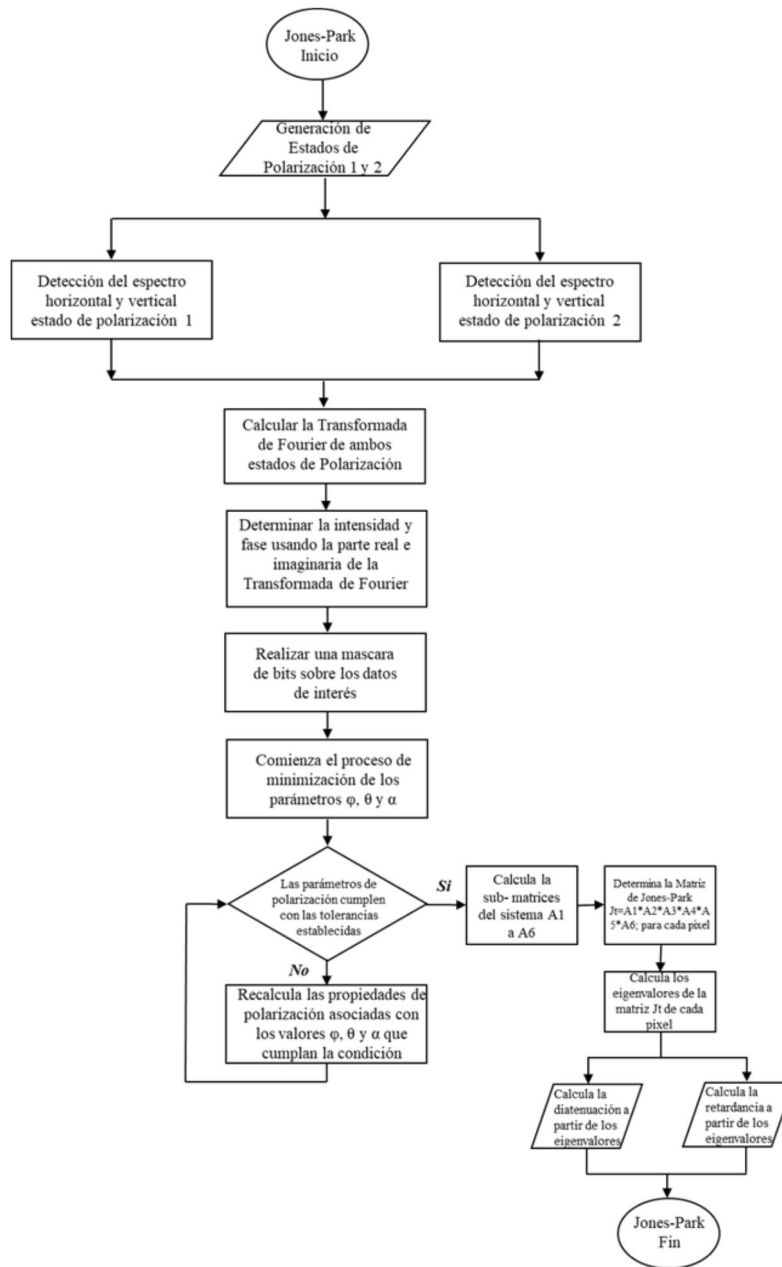 Jones-Park
Inicio
Generación de
Estados de
Polarización 1 y 2
Detección del espectro
horizontal y vertical
estado de polarización 1
Detección del espectro
horizontal y vertical
estado de polarización 2
Calcular la Transformada
de Fourier de ambos
estados de Polarización
Determinar la intensidad y
fase usando la parte real e
imaginaria de la
Transformada de Fourier
Realizar una mascara
de bits sobre los datos
de interés
Comienza el proceso de
minimización de los
parámetros φ, θ y α
Las parámetros de
polarización cumplen
con las tolerancias
establecidas
Si
No
Recalcula las propiedades de
polarización asociadas con
los valores φ, θ y α que
cumplan la condición
Calcula la
sub- matrices
del sistema A1
a A6
Determina la Matriz
de Jones-Park
Jt=A1*A2*A3*A4*A
5*A6; para cada pixel
Calcula los
eigenvalores de la
matriz Jt de cada
pixel
Calcula la
diatenuación a
partir de los
eigenvalores
Calcula la
retardancia a
partir de los
eigenvalores
Jones-Park
Fin